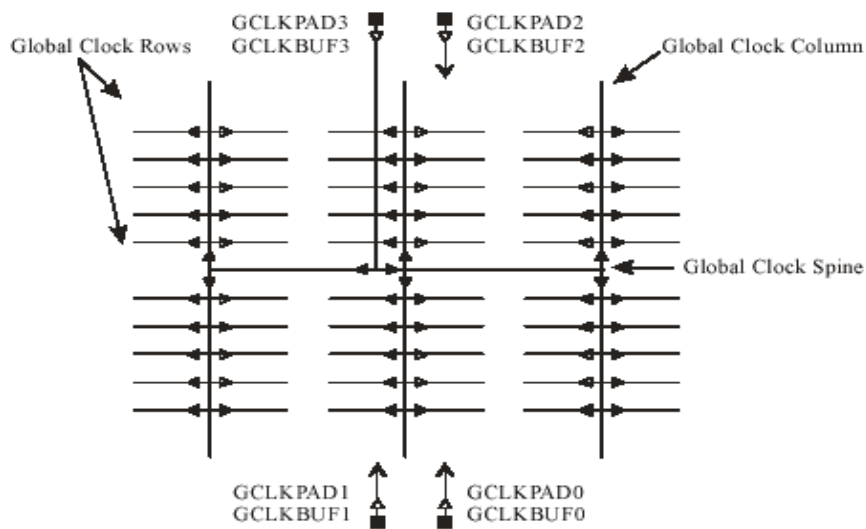 GCLKPAD3
GCLKBUF3
GCLKPAD2
GCLKBUF2
Global Clock Rows
Global Clock Column
Global Clock Spine
GCLKPAD1
GCLKBUF1
GCLKPAD0
GCLKBUF0